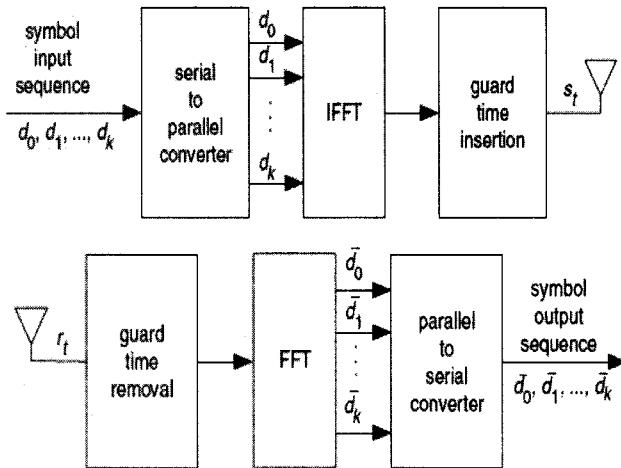 symbol
input
sequence
d₀, d₁, ..., dₖ
serial
to
parallel
converter
d₀
d₁
dₖ
IFFT
guard
time
insertion
sₜ
rₜ
guard
time
removal
FFT
d̄₀
d̄₁
d̄ₖ
parallel
to
serial
converter
symbol
output
sequence
d̄₀, d̄₁, ..., d̄ₖ